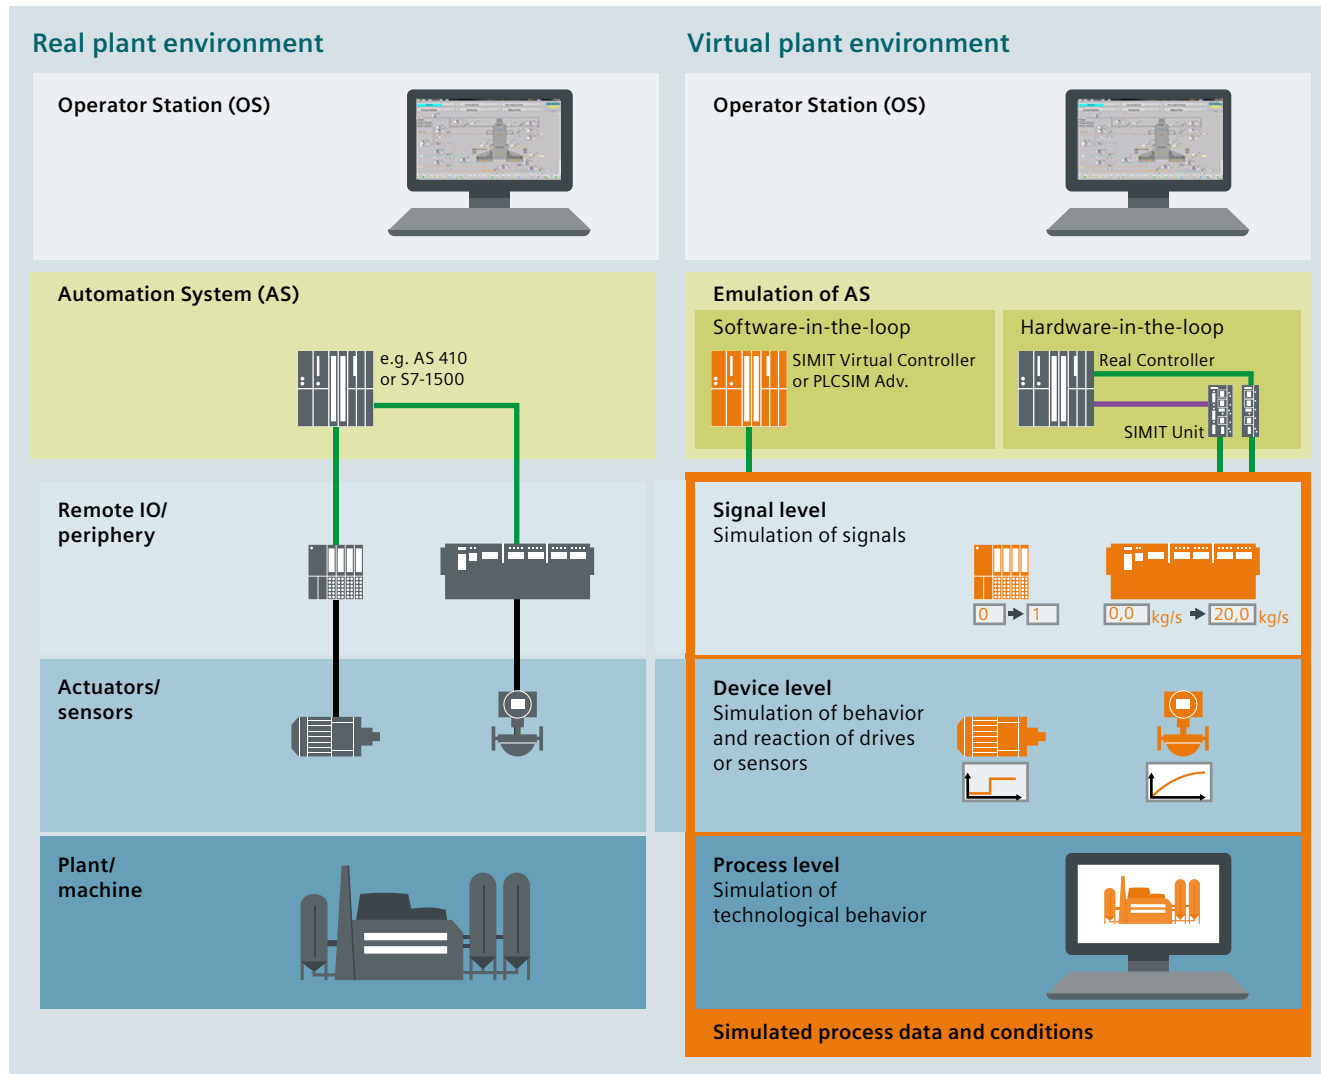 Real plant environment
Operator Station (OS)
Automation System (AS)
e.g. AS 410
or S7-1500
Remote IO/
periphery
Actuators/
sensors
Plant/
machine
Virtual plant environment
Operator Station (OS)
Emulation of AS
Software-in-the-loop
SIMIT Virtual Controller
or PLCSIM Adv.
Hardware-in-the-loop
Real Controller
SIMIT Unit
Signal level
Simulation of signals
0
1
0,0 kg/s
20,0 kg/s
Device level
Simulation of behavior
and reaction of drives
or sensors
Process level
Simulation of
technological behavior
Simulated process data and conditions